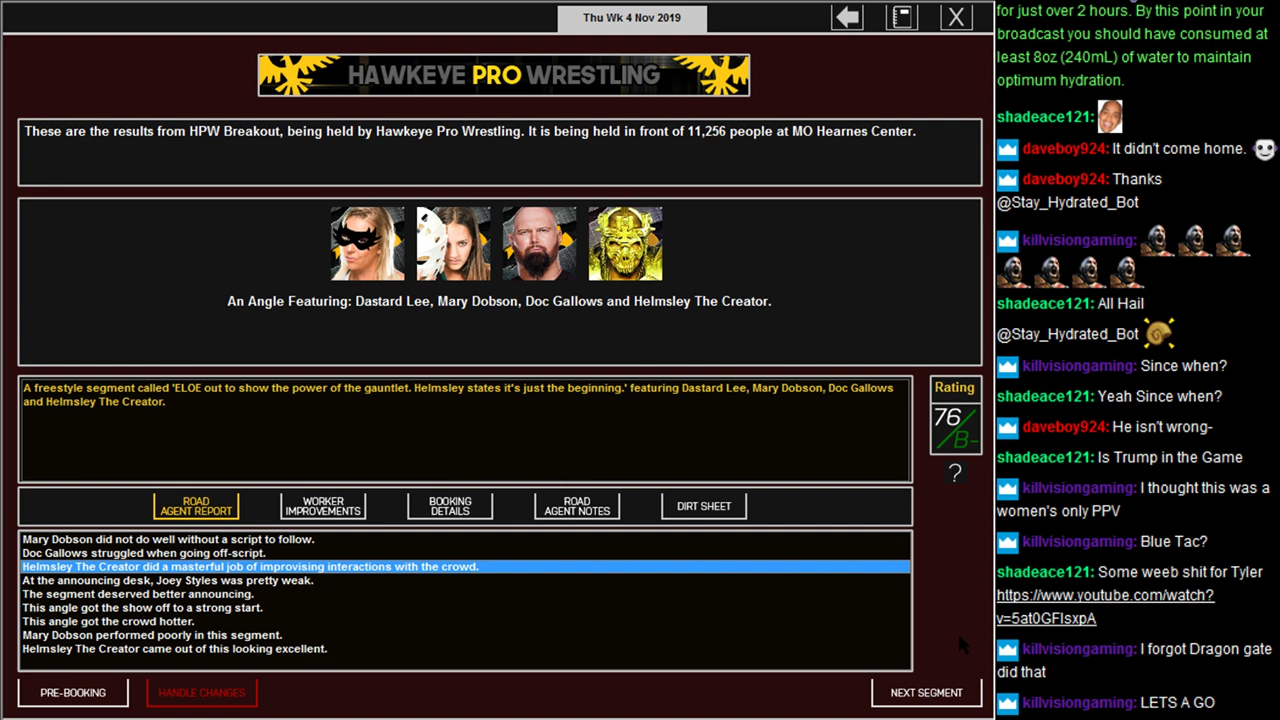 Thu Wk 4 Nov 2019
HAWKEYE PRO WRESTLING
These are the results from HPW Breakout, being held by Hawkeye Pro Wrestling. It is being held in front of 11,256 people at MO Hearnes Center.
An Angle Featuring: Dastard Lee, Mary Dobson, Doc Gallows and Helmsley The Creator.
A freestyle segment called 'ELOE out to show the power of the gauntlet. Helmsley states it's just the beginning.' featuring Dastard Lee, Mary Dobson, Doc Gallows
and Helmsley The Creator.
Rating
76
B-
?
ROAD
AGENT REPORT
WORKER
IMPROVEMENTS
BOOKING
DETAILS
ROAD
AGENT NOTES
DIRT SHEET
Mary Dobson did not do well without a script to follow.
Doc Gallows struggled when going off-script.
Helmsley The Creator did a masterful job of improvising interactions with the crowd.
At the announcing desk, Joey Styles was pretty weak.
The segment deserved better announcing.
This angle got the show off to a strong start.
This angle got the crowd hotter.
Mary Dobson performed poorly in this segment.
Helmsley The Creator came out of this looking excellent.
PRE-BOOKING
HANDLE CHANGES
NEXT SEGMENT
for just over 2 hours. By this point in your
broadcast you should have consumed at
least 8oz (240mL) of water to maintain
optimum hydration.
shadeace121:
daveboy924: It didn't come home.
daveboy924: Thanks
@Stay_Hydrated_Bot
killvisiongaming:
shadeace121: All Hail
@Stay_Hydrated_Bot
killvisiongaming: Since when?
shadeace121: Yeah Since when?
daveboy924: He isn't wrong-
shadeace121: Is Trump in the Game
killvisiongaming: I thought this was a
women's only PPV
killvisiongaming: Blue Tac?
shadeace121: Some weeb shit for Tyler
https://www.youtube.com/watch?
v=5at0GFIsxpA
killvisiongaming: I forgot Dragon gate
did that
killvisiongaming: LETS A GO